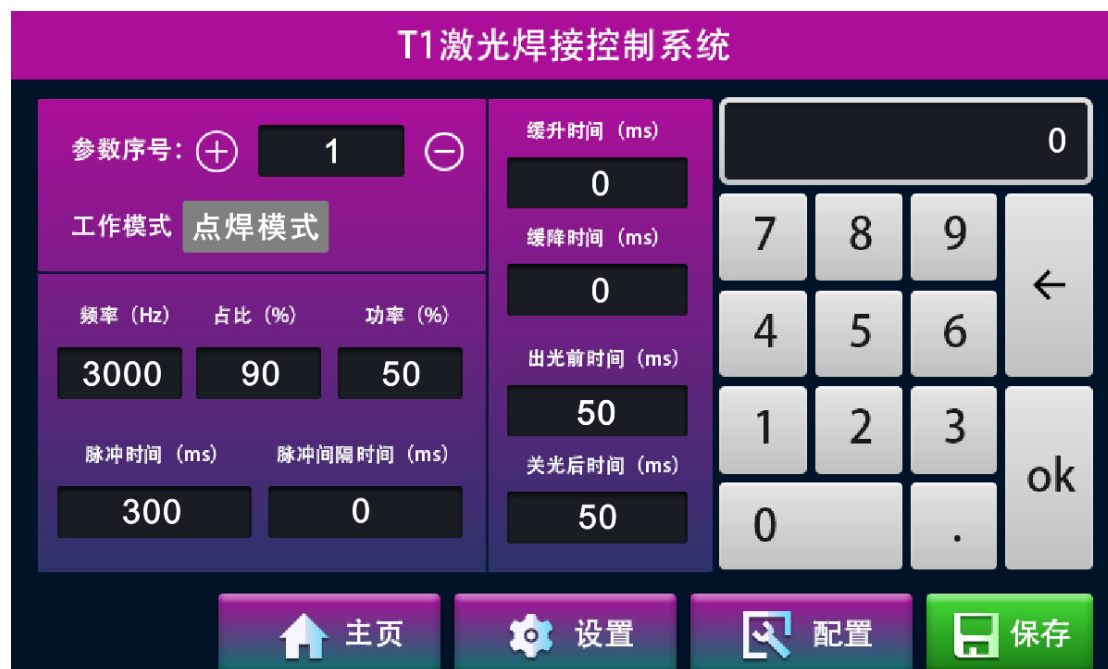 T1激光焊接控制系统
参数序号: 1
工作模式 点焊模式
频率（Hz） 占比（%） 功率（%）
3000 90 50
脉冲时间（ms） 脉冲间隔时间（ms）
300 0
缓升时间（ms）
0
缓降时间（ms）
0
出光前时间（ms）
50
关光后时间（ms）
50
0
7 8 9 ←
4 5 6
1 2 3 ok
0 .
主页 设置 配置 保存